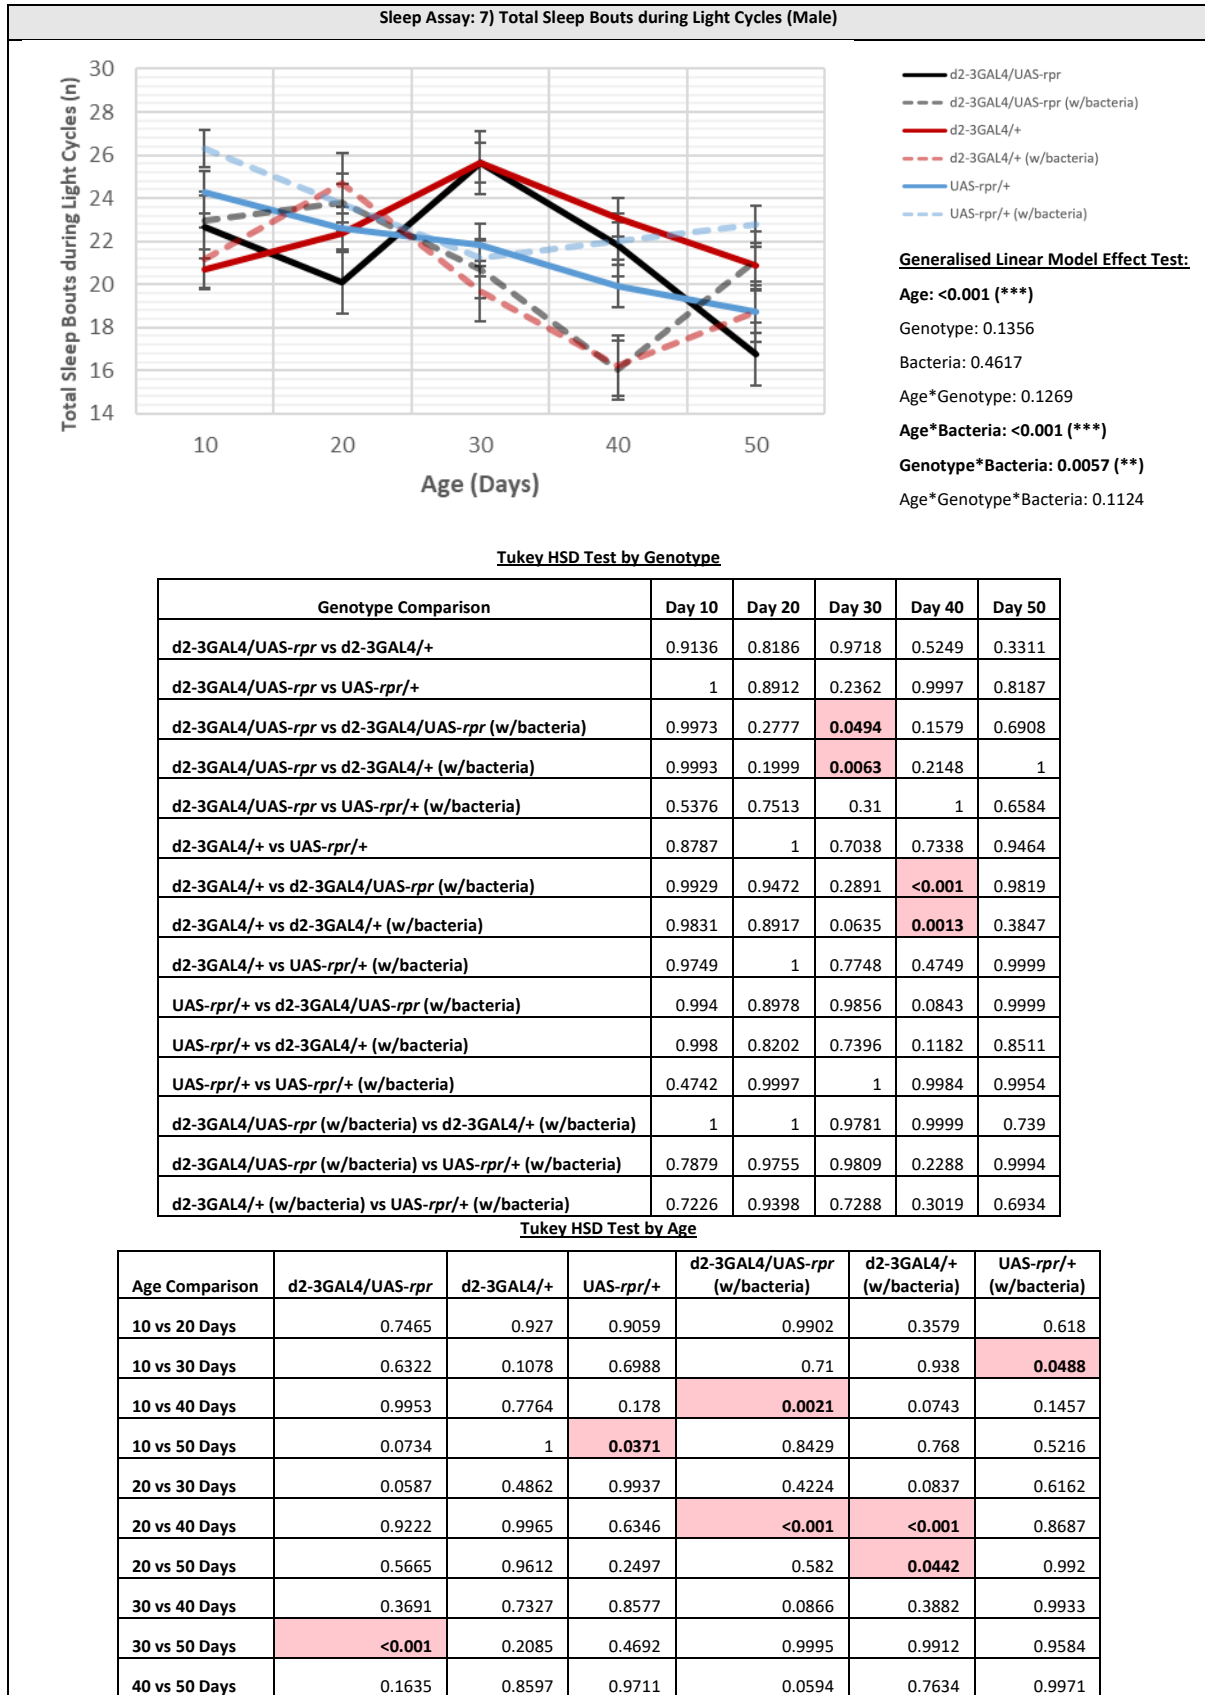 Sleep Assay: 7) Total Sleep Bouts during Light Cycles (Male)
Total Sleep Bouts during Light Cycles (n)
30
28
26
24
22
20
18
16
14
10 20 30 40 50
Age (Days)
d2-3GAL4/UAS-rpr
d2-3GAL4/UAS-rpr (w/bacteria)
d2-3GAL4/+
d2-3GAL4/+ (w/bacteria)
UAS-rpr/+
UAS-rpr/+ (w/bacteria)
Generalised Linear Model Effect Test:
Age: <0.001 (***)
Genotype: 0.1356
Bacteria: 0.4617
Age*Genotype: 0.1269
Age*Bacteria: <0.001 (***)
Genotype*Bacteria: 0.0057 (**)
Age*Genotype*Bacteria: 0.1124
Tukey HSD Test by Genotype
Genotype Comparison Day 10 Day 20 Day 30 Day 40 Day 50
d2-3GAL4/UAS-rpr vs d2-3GAL4/+ 0.9136 0.8186 0.9718 0.5249 0.3311
d2-3GAL4/UAS-rpr vs UAS-rpr/+ 1 0.8912 0.2362 0.9997 0.8187
d2-3GAL4/UAS-rpr vs d2-3GAL4/UAS-rpr (w/bacteria) 0.9973 0.2777 0.0494 0.1579 0.6908
d2-3GAL4/UAS-rpr vs d2-3GAL4/+ (w/bacteria) 0.9993 0.1999 0.0063 0.2148 1
d2-3GAL4/UAS-rpr vs UAS-rpr/+ (w/bacteria) 0.5376 0.7513 0.31 1 0.6584
d2-3GAL4/+ vs UAS-rpr/+ 0.8787 1 0.7038 0.7338 0.9464
d2-3GAL4/+ vs d2-3GAL4/UAS-rpr (w/bacteria) 0.9929 0.9472 0.2891 <0.001 0.9819
d2-3GAL4/+ vs d2-3GAL4/+ (w/bacteria) 0.9831 0.8917 0.0635 0.0013 0.3847
d2-3GAL4/+ vs UAS-rpr/+ (w/bacteria) 0.9749 1 0.7748 0.4749 0.9999
UAS-rpr/+ vs d2-3GAL4/UAS-rpr (w/bacteria) 0.994 0.8978 0.9856 0.0843 0.9999
UAS-rpr/+ vs d2-3GAL4/+ (w/bacteria) 0.998 0.8202 0.7396 0.1182 0.8511
UAS-rpr/+ vs UAS-rpr/+ (w/bacteria) 0.4742 0.9997 1 0.9984 0.9954
d2-3GAL4/UAS-rpr (w/bacteria) vs d2-3GAL4/+ (w/bacteria) 1 1 0.9781 0.9999 0.739
d2-3GAL4/UAS-rpr (w/bacteria) vs UAS-rpr/+ (w/bacteria) 0.7879 0.9755 0.9809 0.2288 0.9994
d2-3GAL4/+ (w/bacteria) vs UAS-rpr/+ (w/bacteria) 0.7226 0.9398 0.7288 0.3019 0.6934
Tukey HSD Test by Age
Age Comparison d2-3GAL4/UAS-rpr d2-3GAL4/+ UAS-rpr/+ d2-3GAL4/UAS-rpr (w/bacteria) d2-3GAL4/+ (w/bacteria) UAS-rpr/+ (w/bacteria)
10 vs 20 Days 0.7465 0.927 0.9059 0.9902 0.3579 0.618
10 vs 30 Days 0.6322 0.1078 0.6988 0.71 0.938 0.0488
10 vs 40 Days 0.9953 0.7764 0.178 0.0021 0.0743 0.1457
10 vs 50 Days 0.0734 1 0.0371 0.8429 0.768 0.5216
20 vs 30 Days 0.0587 0.4862 0.9937 0.4224 0.0837 0.6162
20 vs 40 Days 0.9222 0.9965 0.6346 <0.001 <0.001 0.8687
20 vs 50 Days 0.5665 0.9612 0.2497 0.582 0.0442 0.992
30 vs 40 Days 0.3691 0.7327 0.8577 0.0866 0.3882 0.9933
30 vs 50 Days <0.001 0.2085 0.4692 0.9995 0.9912 0.9584
40 vs 50 Days 0.1635 0.8597 0.9711 0.0594 0.7634 0.9971